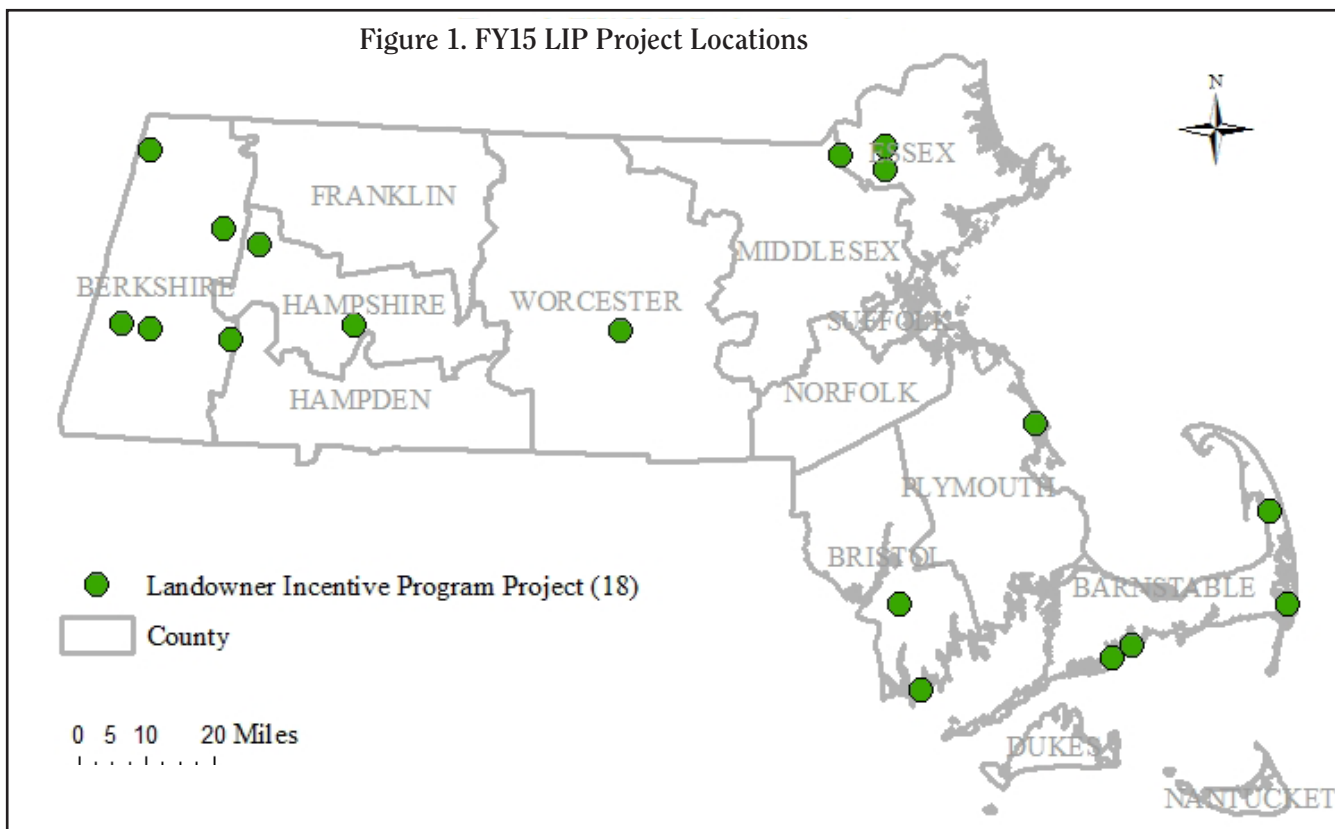 Figure 1. FY15 LIP Project Locations
N
ESSEX
FRANKLIN
MIDDLESEX
BERKSHIRE
HAMPSHIRE
WORCESTER
SUFFOLK
NORFOLK
HAMPDEN
PLYMOUTH
BRISTOL
BARNSTABLE
Landowner Incentive Program Project (18)
County
0 5 10 20 Miles
DUKES
NANTUCKET